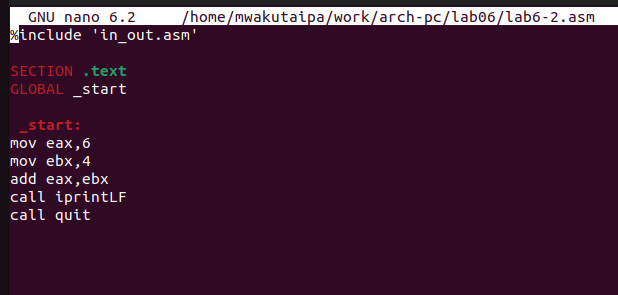 GNU nano 6.2 /home/mwakutaipa/work/arch-pc/lab06/lab6-2.asm
%include 'in_out.asm'
SECTION .text
GLOBAL _start
_start:
mov eax,6
mov ebx,4
add eax,ebx
call iprintLF
call quit